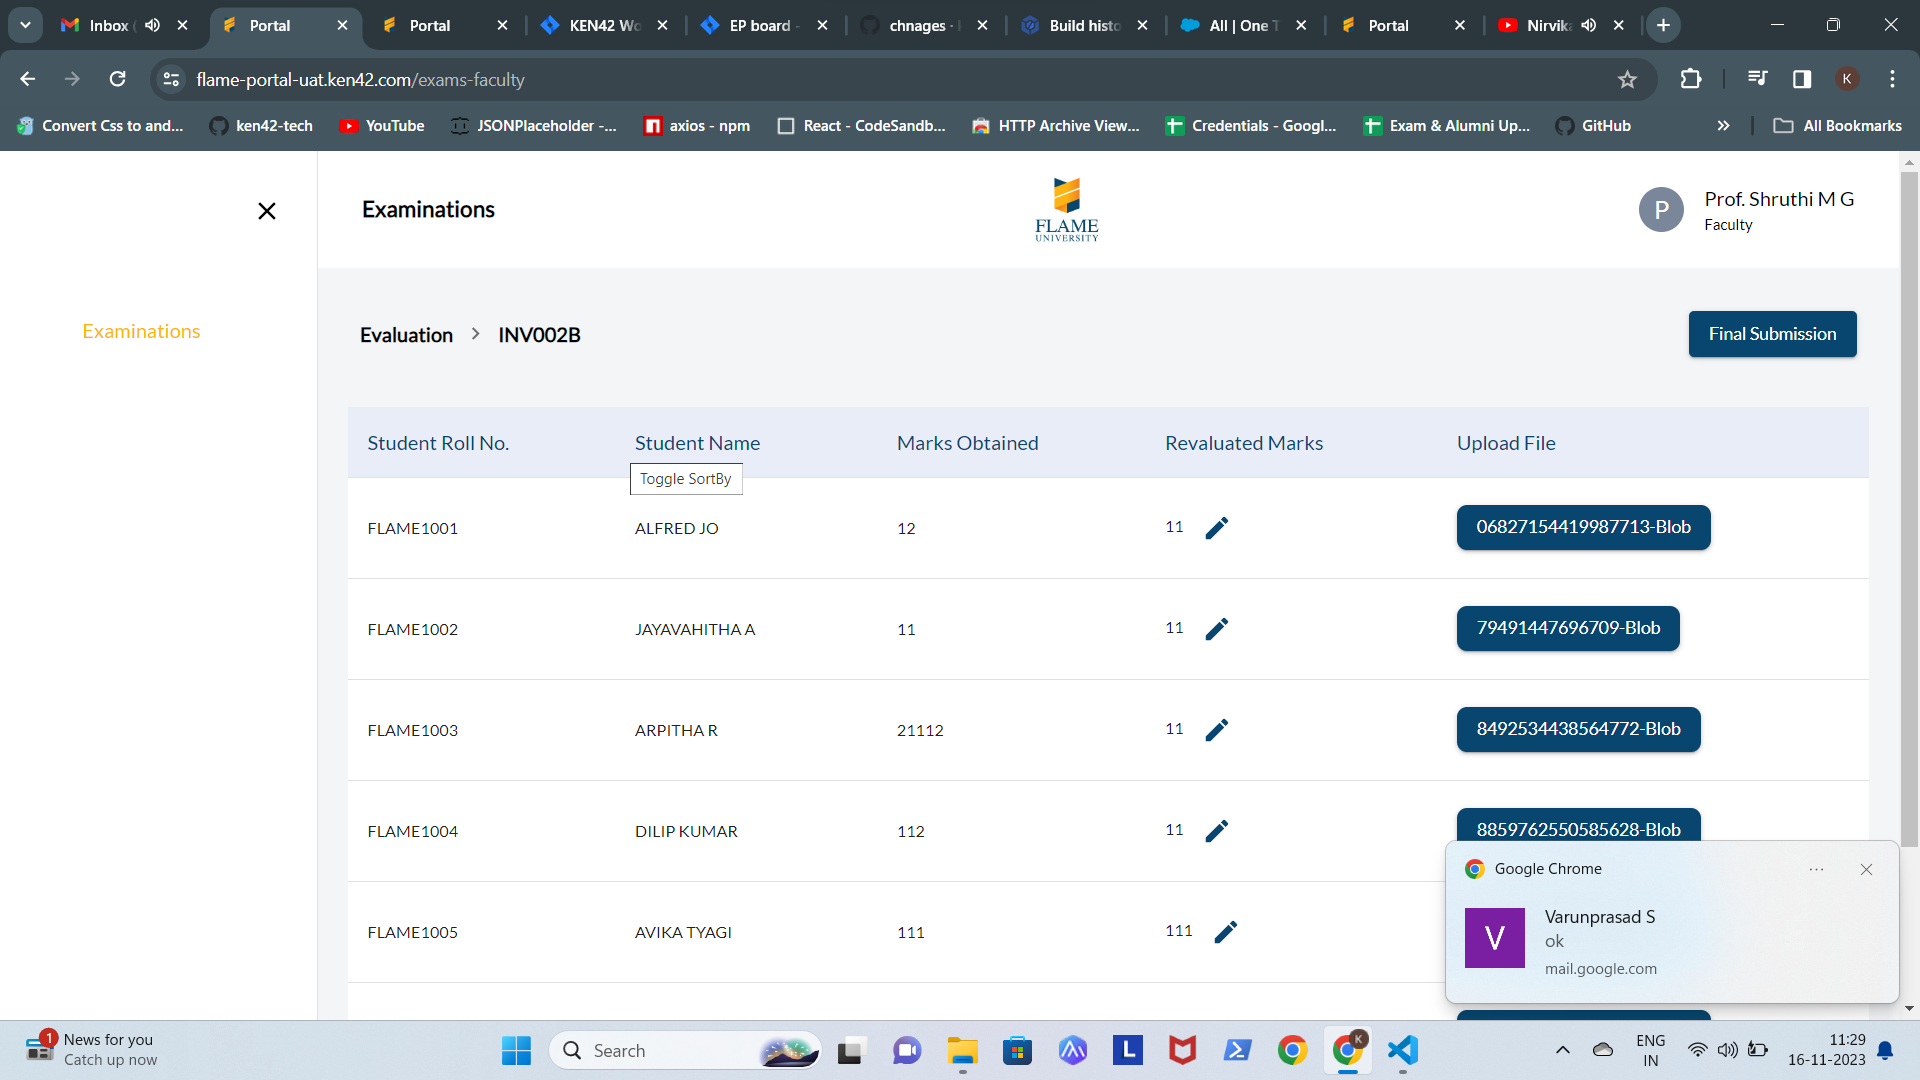 Inbox
Portal
Portal
KEN42 Wo
EP board -
chnages ·
Build histo
All | One T
Portal
Nirvika
flame-portal-uat.ken42.com/exams-faculty
K
Convert Css to and...
ken42-tech
YouTube
JSONPlaceholder -...
axios - npm
React - CodeSandb...
HTTP Archive View...
Credentials - Googl...
Exam & Alumni Up...
GitHub
All Bookmarks
Examinations
FLAME
UNIVERSITY
P
Prof. Shruthi M G
Faculty
Examinations
Evaluation > INV002B
Final Submission
Student Roll No. Student Name Marks Obtained Revaluated Marks Upload File
Toggle SortBy
FLAME1001 ALFRED JO 12 11 06827154419987713-Blob
FLAME1002 JAYAVAHITHA A 11 11 79491447696709-Blob
FLAME1003 ARPITHA R 21112 11 8492534438564772-Blob
FLAME1004 DILIP KUMAR 112 11 8859762550585628-Blob
FLAME1005 AVIKA TYAGI 111 111
Google Chrome
V
Varunprasad S
ok
mail.google.com
1
News for you
Catch up now
Search
L
K
ENG
IN
11:29
16-11-2023